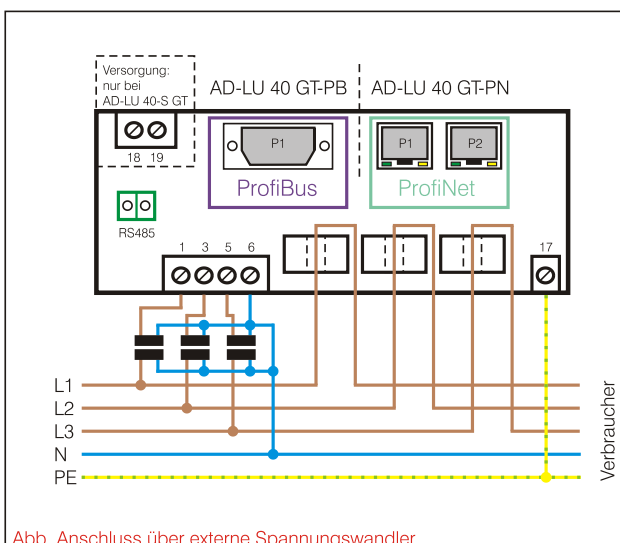 Versorgung:
nur bei
AD-LU 40-S GT
AD-LU 40 GT-PB
AD-LU 40 GT-PN
18 19
P1
P1
P2
ProfiBus
ProfiNet
RS485
1 3 5 6
17
L1
L2
L3
N
PE
Verbraucher
Abb. Anschluss über externe Spannungswandler